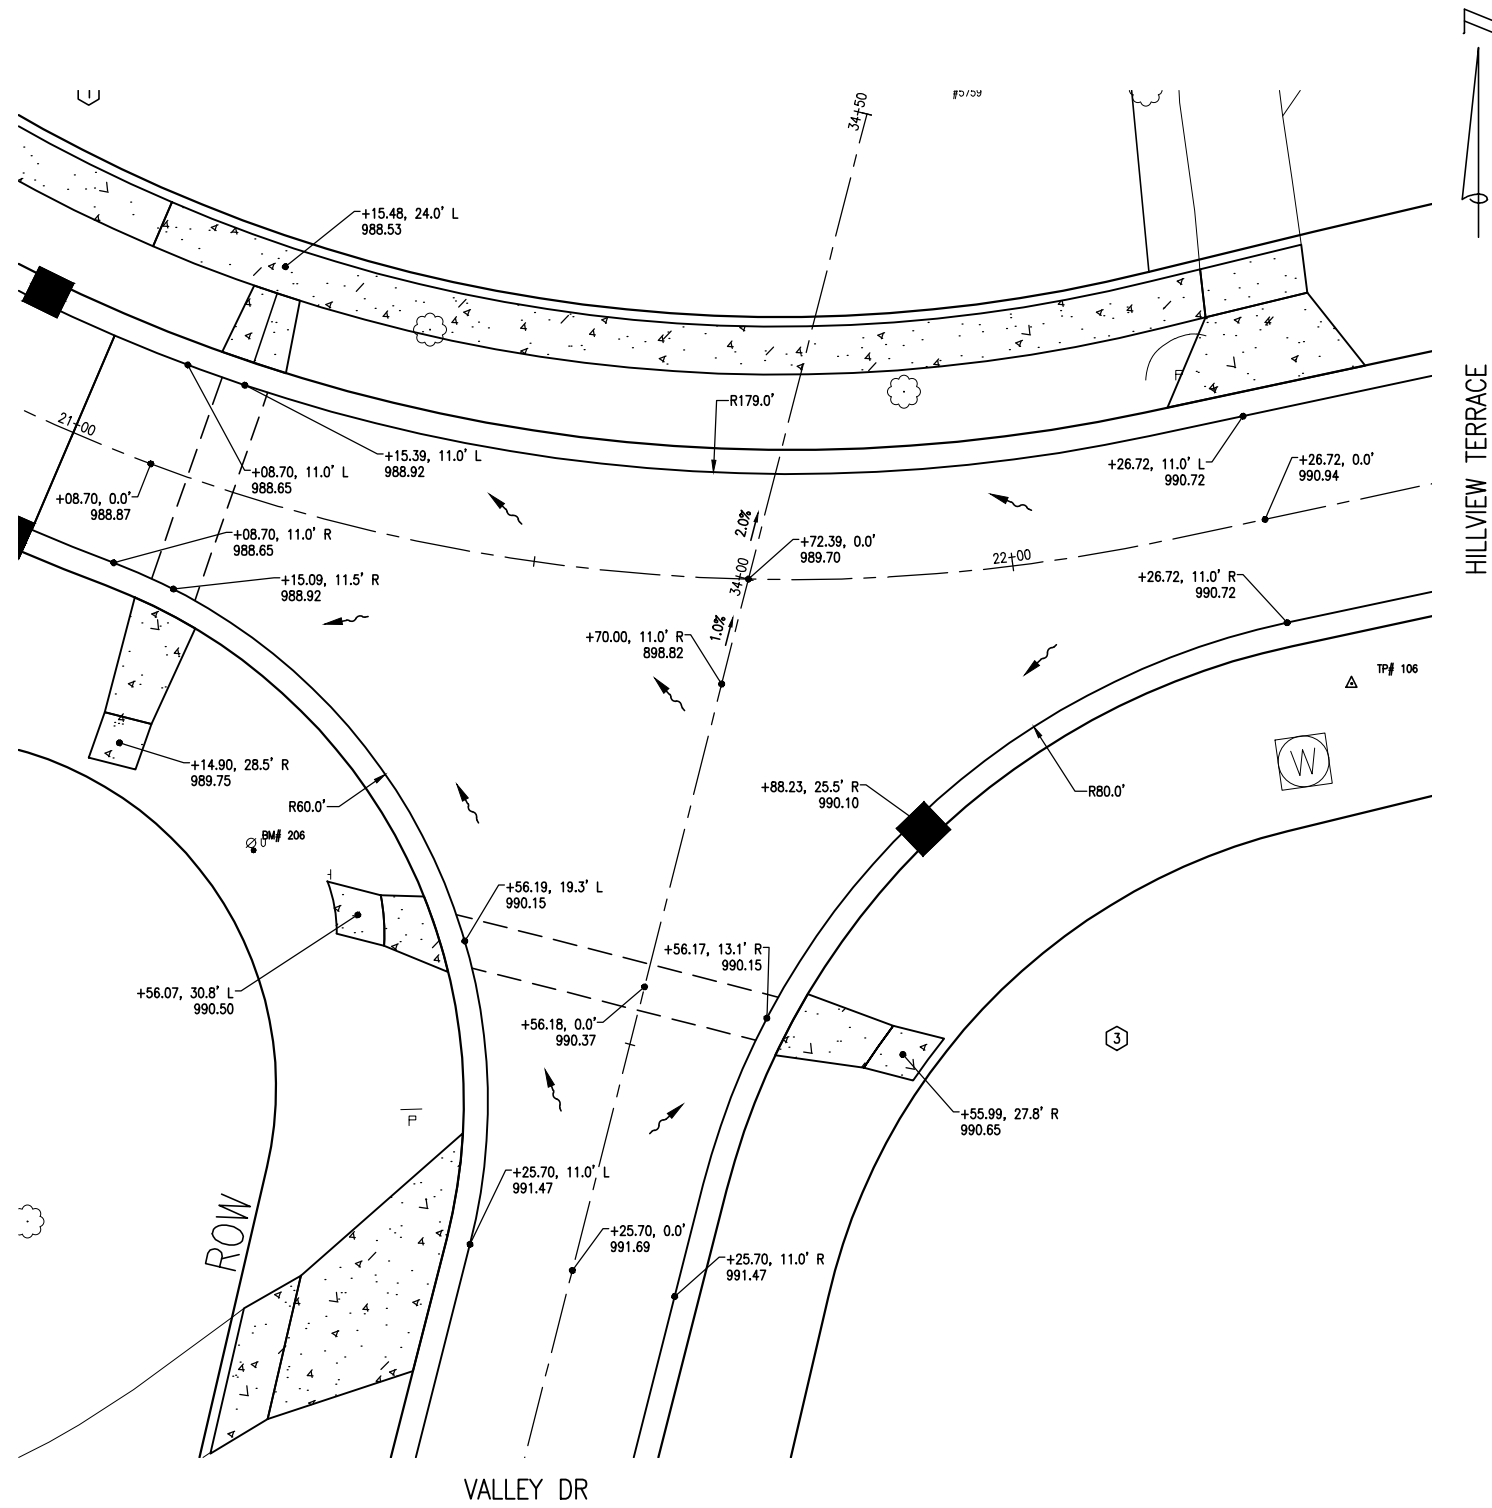 34+50
+15.48, 24.0' L
988.53
HILLVIEW TERRACE
R179.0'
21+00
+15.39, 11.0' L
988.92
+08.70, 11.0' L
988.65
+26.72, 11.0' L
990.72
+26.72, 0.0'
990.94
P
+08.70, 0.0'
988.87
+08.70, 11.0' R
988.65
2.0%
+72.39, 0.0'
989.70
34+00
22+00
+15.09, 11.5' R
988.92
+26.72, 11.0' R
990.72
1.0%
+70.00, 11.0' R
898.82
TP# 106
W
+14.90, 28.5' R
989.75
R60.0'
+88.23, 25.5' R
990.10
R80.0'
BM# 206
+56.19, 19.3' L
990.15
+56.17, 13.1' R
990.15
+56.07, 30.8' L
990.50
+56.18, 0.0'
990.37
3
+55.99, 27.8' R
990.65
P
+25.70, 11.0' L
991.47
ROW
+25.70, 0.0'
991.69
+25.70, 11.0' R
991.47
VALLEY DR